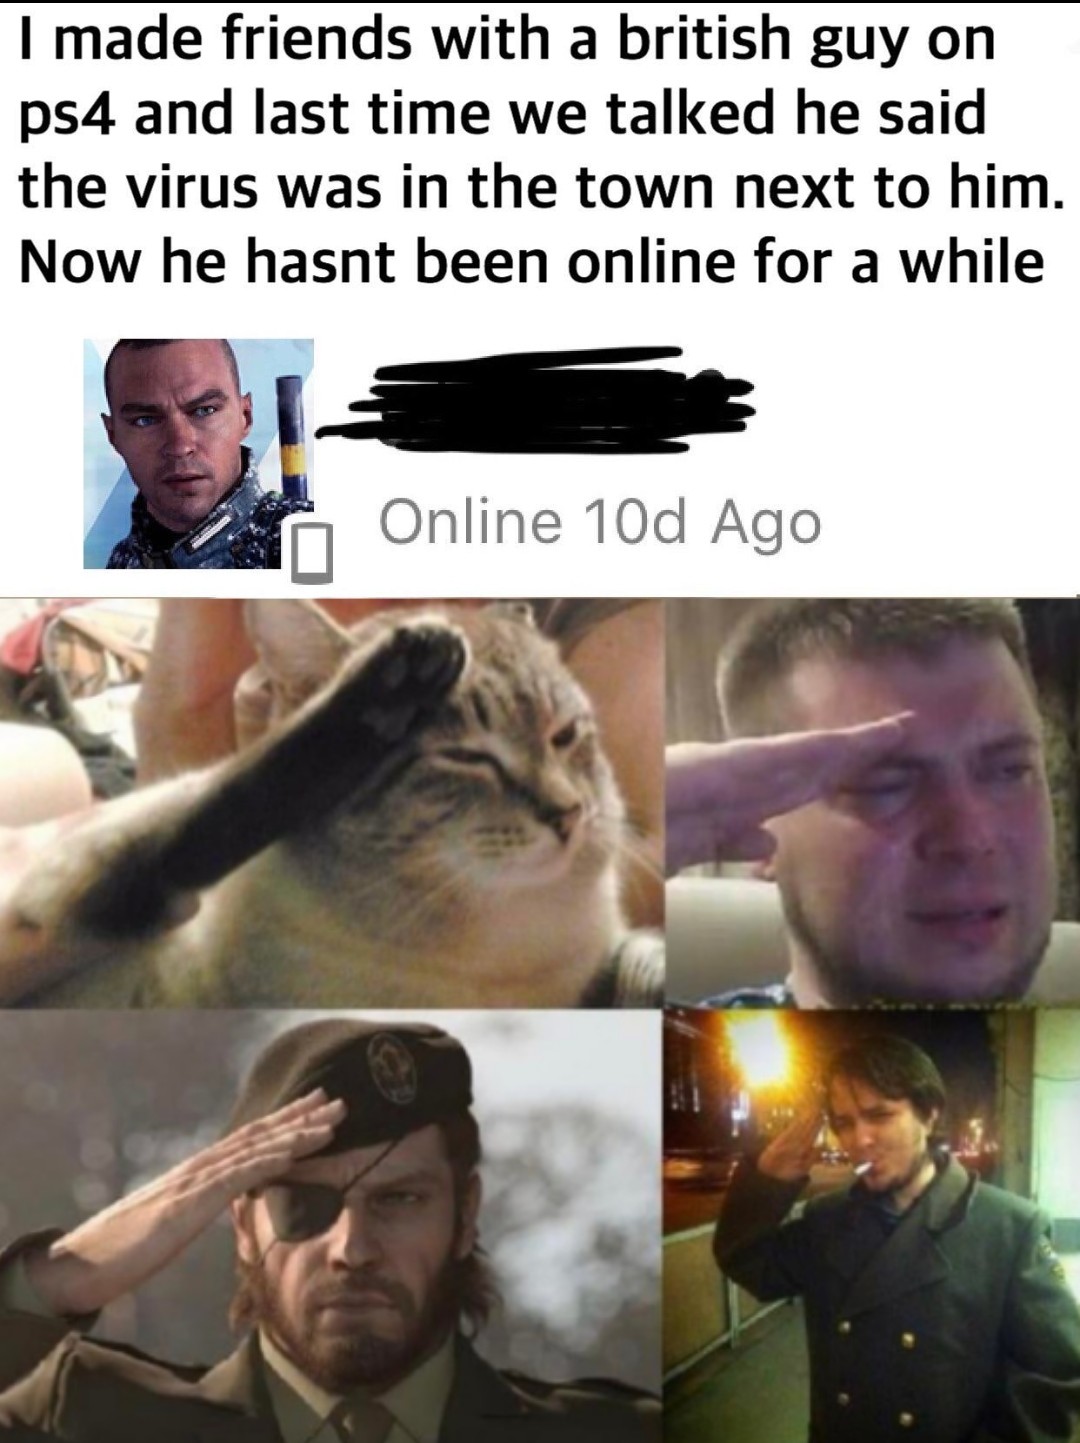 I made friends with a british guy on
ps4 and last time we talked he said
the virus was in the town next to him.
Now he hasnt been online for a while
Online 10d Ago